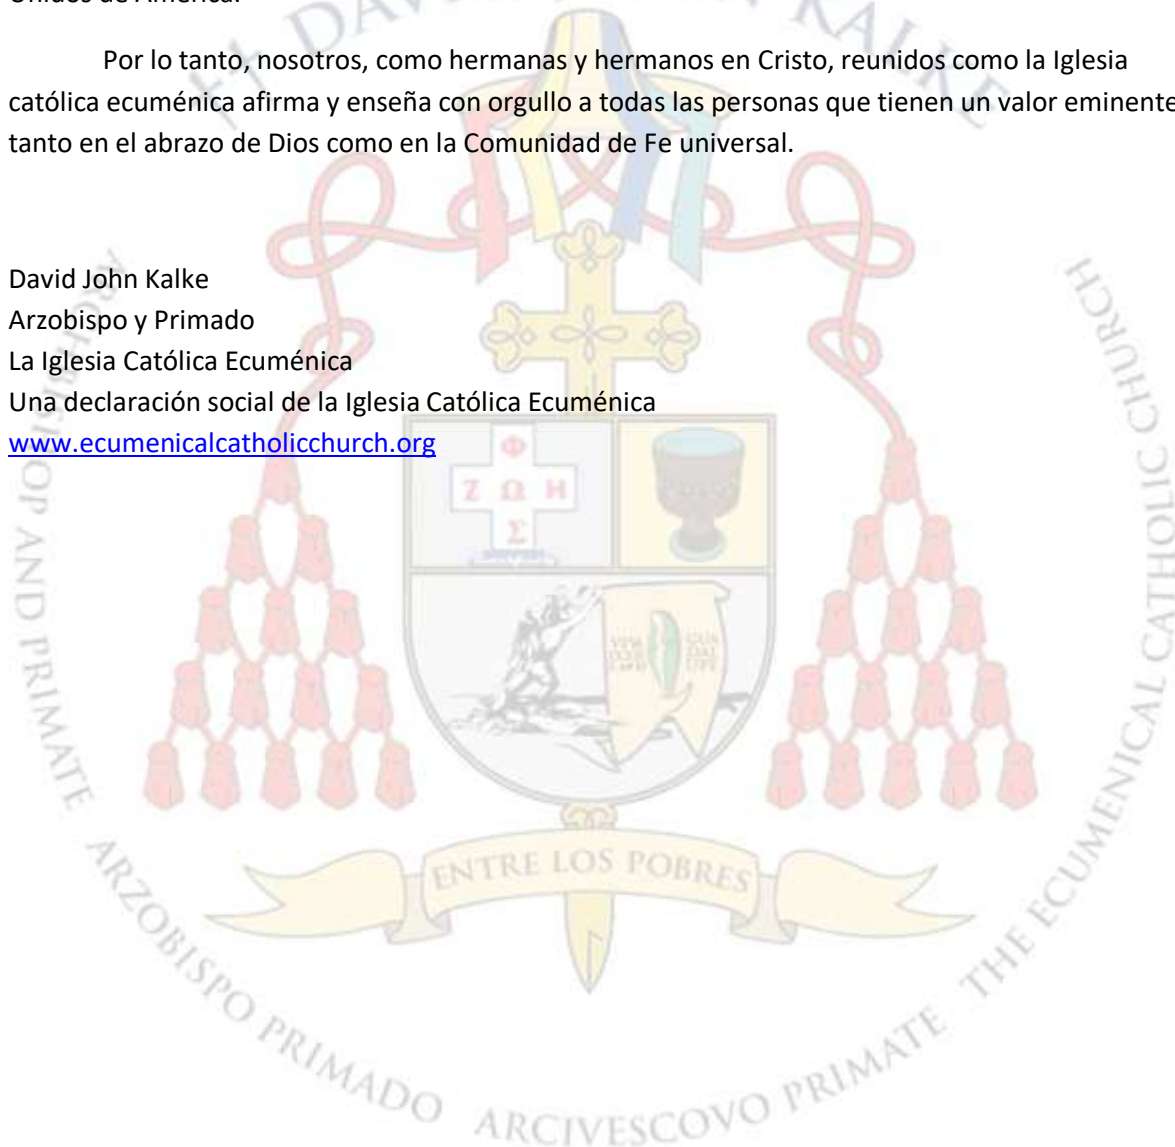 Unidos de América.
Por lo tanto, nosotros, como hermanas y hermanos en Cristo, reunidos como la Iglesia
católica ecuménica afirma y enseña con orgullo a todas las personas que tienen un valor eminente
tanto en el abrazo de Dios como en la Comunidad de Fe universal.
David John Kalke
Arzobispo y Primado
La Iglesia Católica Ecuménica
Una declaración social de la Iglesia Católica Ecuménica
www.ecumenicalcatholicchurch.org
KALKE
ARCHBISHOP AND PRIMATE
THE ECUMENICAL CATHOLIC CHURCH
Φ
Ζ Ω Η
Σ
ENTRE LOS POBRES
ARZOBISPO PRIMADO
ARCIVESCOVO PRIMATE